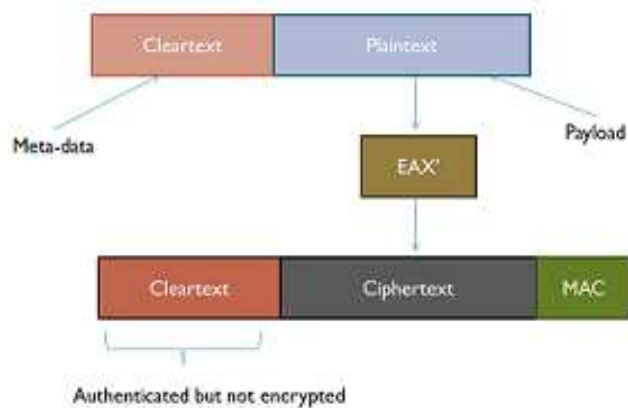 Cleartext
Plaintext
Meta-data
Payload
EAX'
Cleartext
Ciphertext
MAC
Authenticated but not encrypted